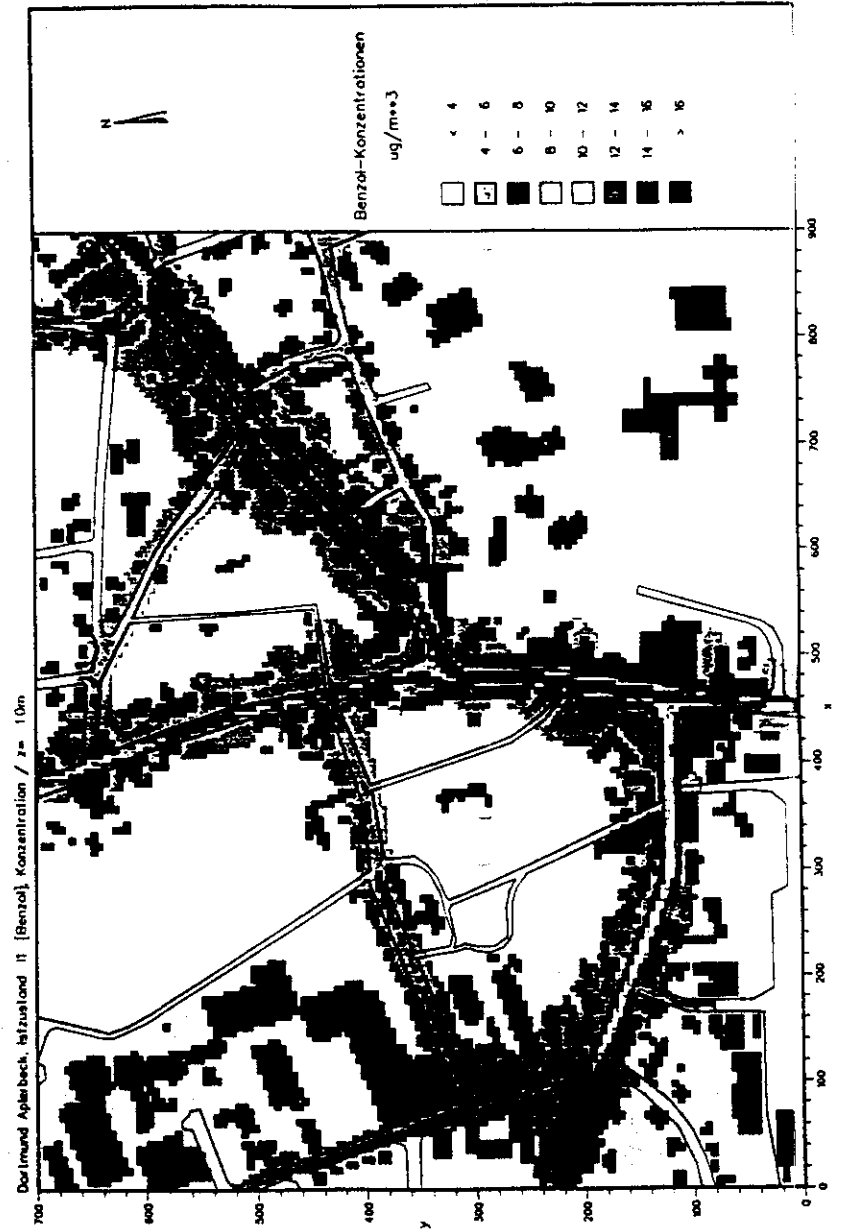 Dortmund Aplerbeck, Istzustand 11 [Benzol], Konzentration / z= 10m
N
Benzol-Konzentrationen
ug/m**3
< 4
4 - 6
6 - 8
8 - 10
10 - 12
12 - 14
14 - 16
> 16
700
600
500
400
300
200
100
0
y
0
100
200
300
400
500
600
700
800
900
x